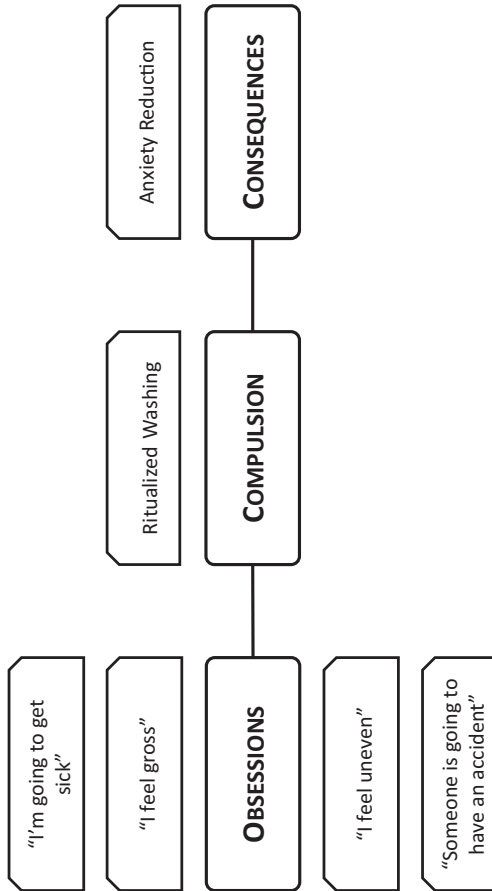 “I’m going to get
sick”
“I feel gross”
OBSESSIONS
“I feel uneven”
“Someone is going to
have an accident”
Ritualized Washing
COMPULSION
Anxiety Reduction
CONSEQUENCES